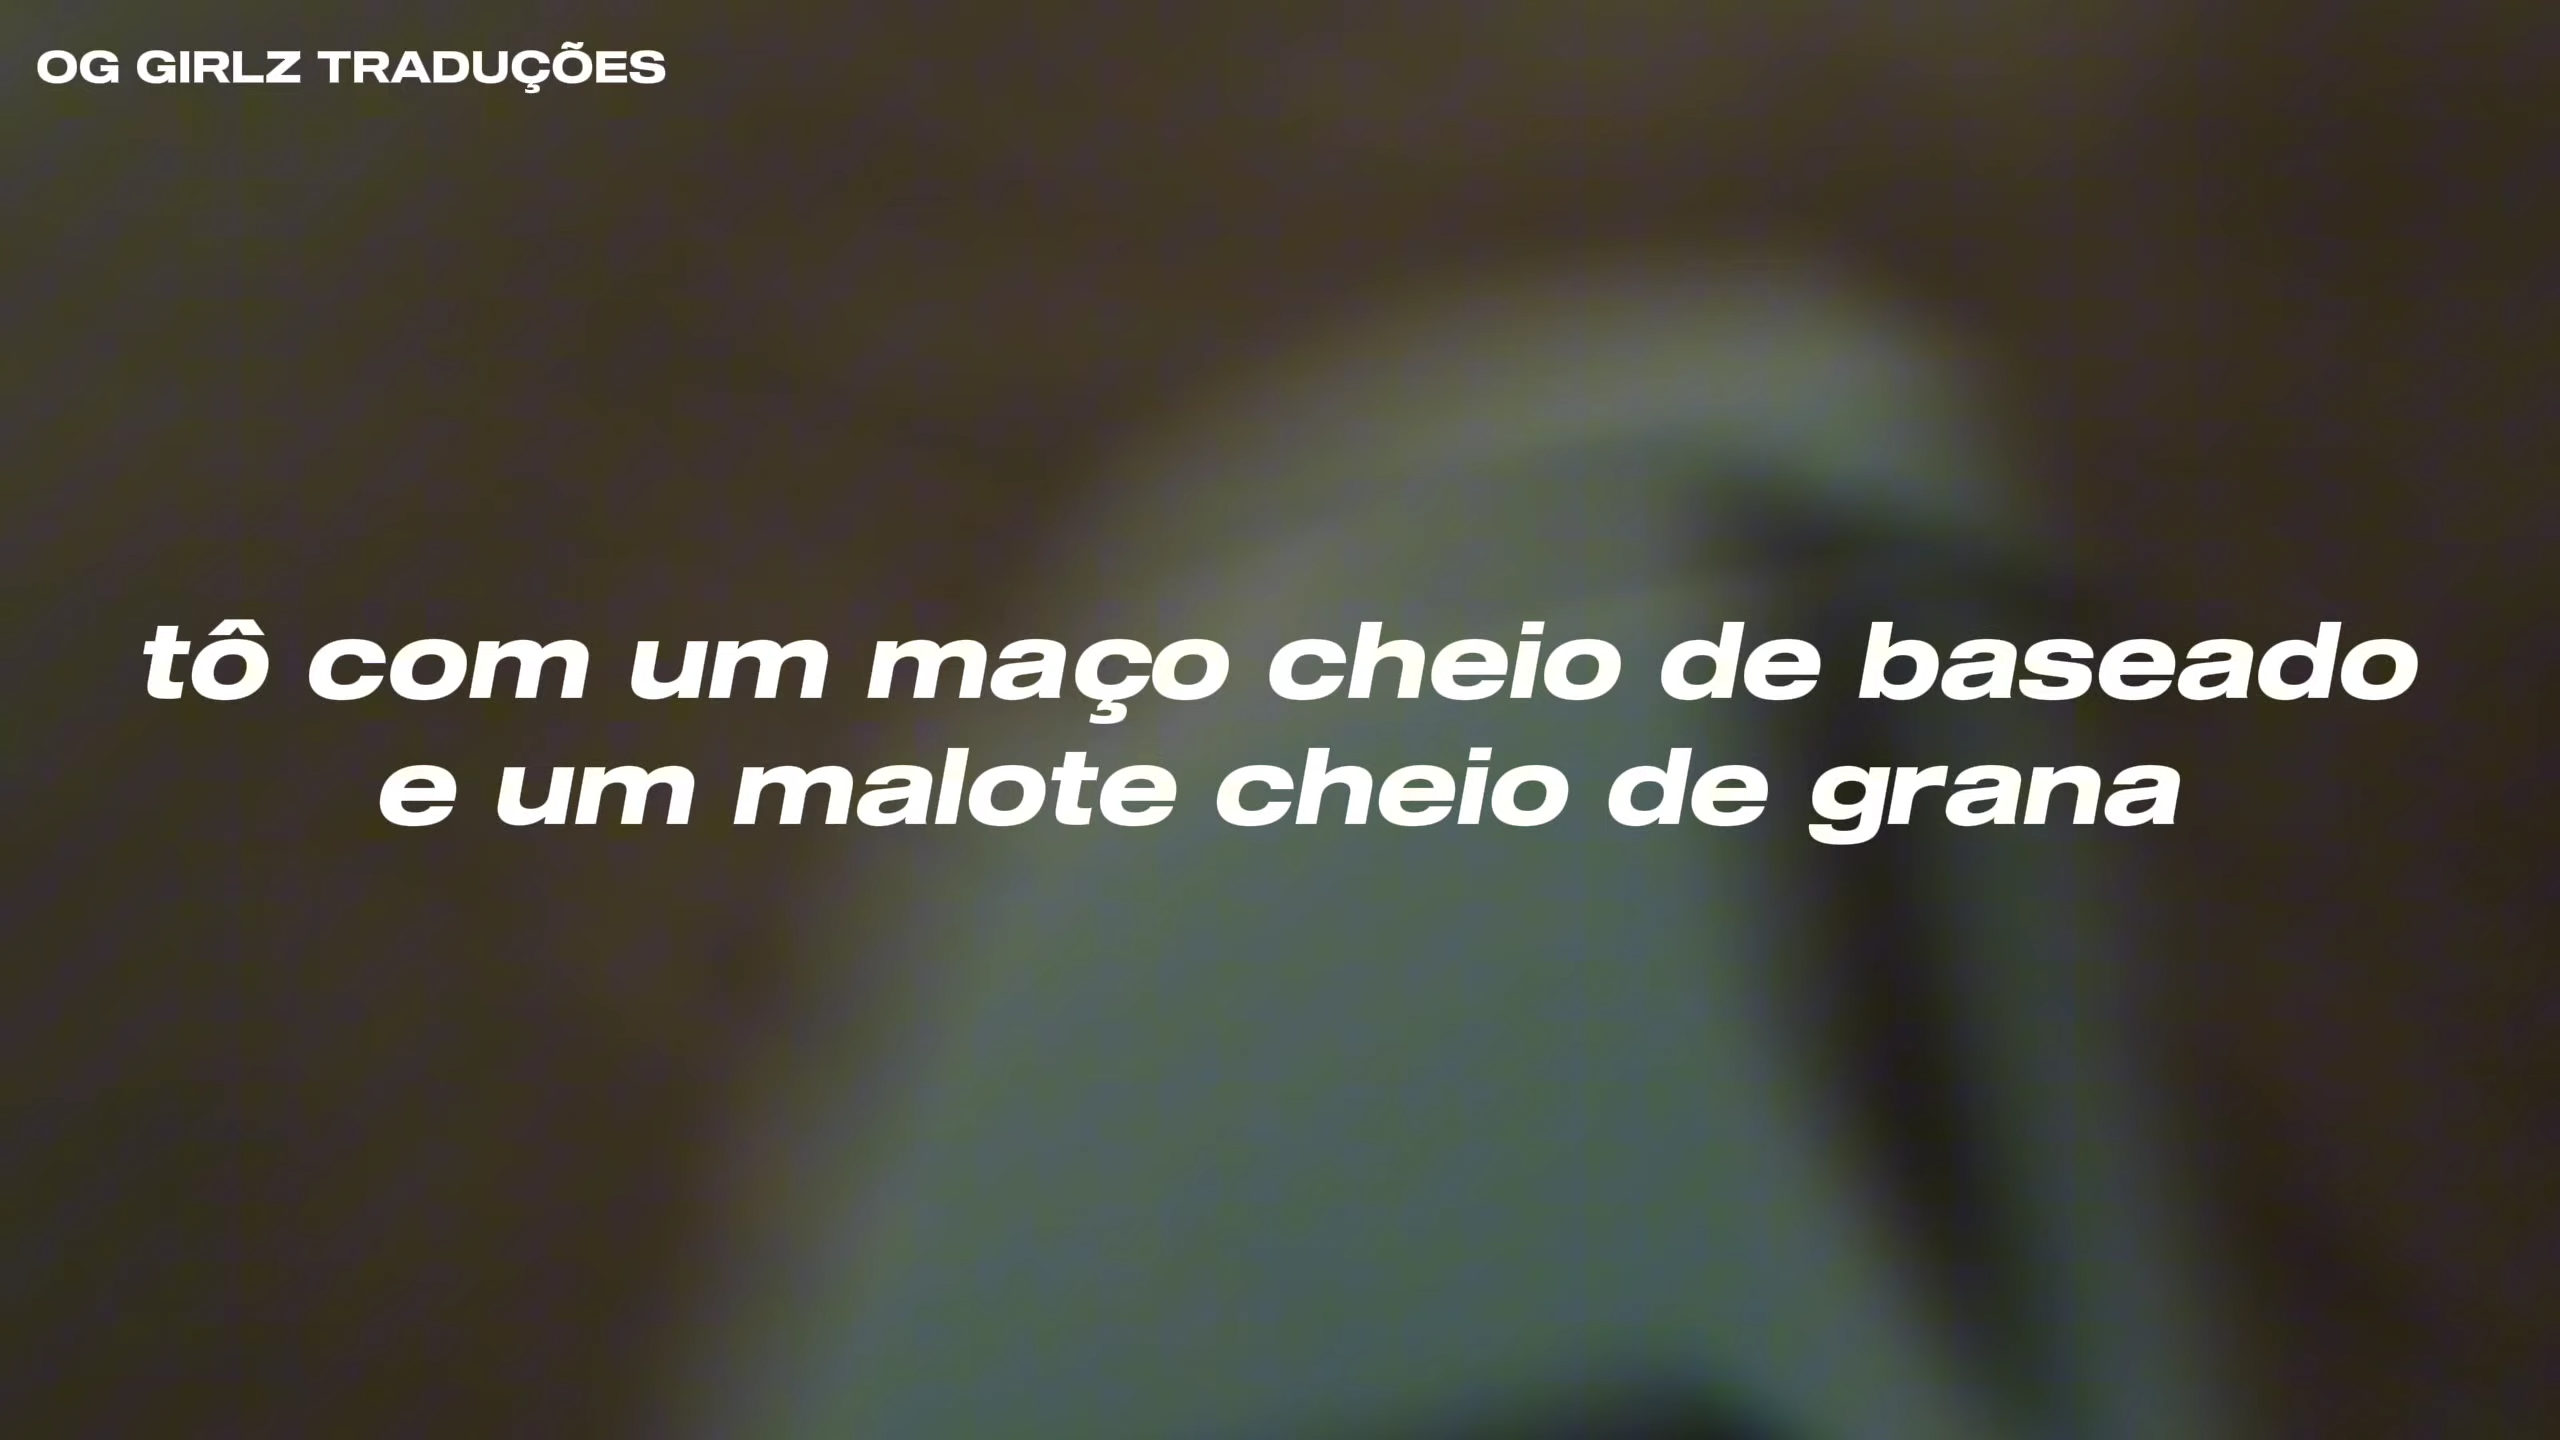 OG GIRLZ TRADUÇÕES
tô com um maço cheio de baseado
e um malote cheio de grana